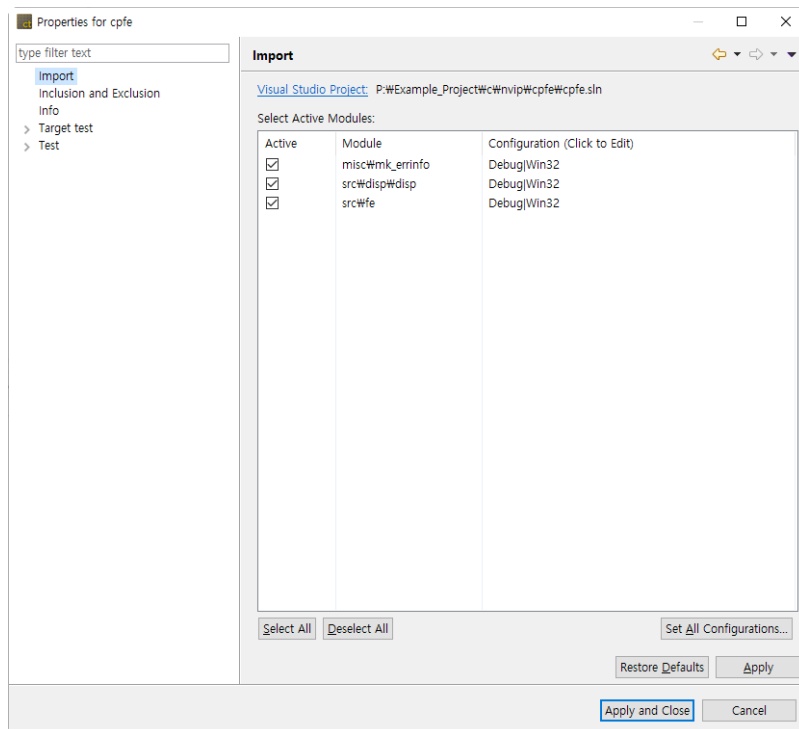 Properties for cpfe
type filter text
Import
Inclusion and Exclusion
Info
Target test
Test
Import
Visual Studio Project: P:₩Example_Project₩c₩nvip₩cpfe₩cpfe.sln
Select Active Modules:
Active Module Configuration (Click to Edit)
misc₩mk_errinfo Debug|Win32
src₩disp₩disp Debug|Win32
src₩fe Debug|Win32
Select All Deselect All Set All Configurations...
Restore Defaults Apply
Apply and Close Cancel